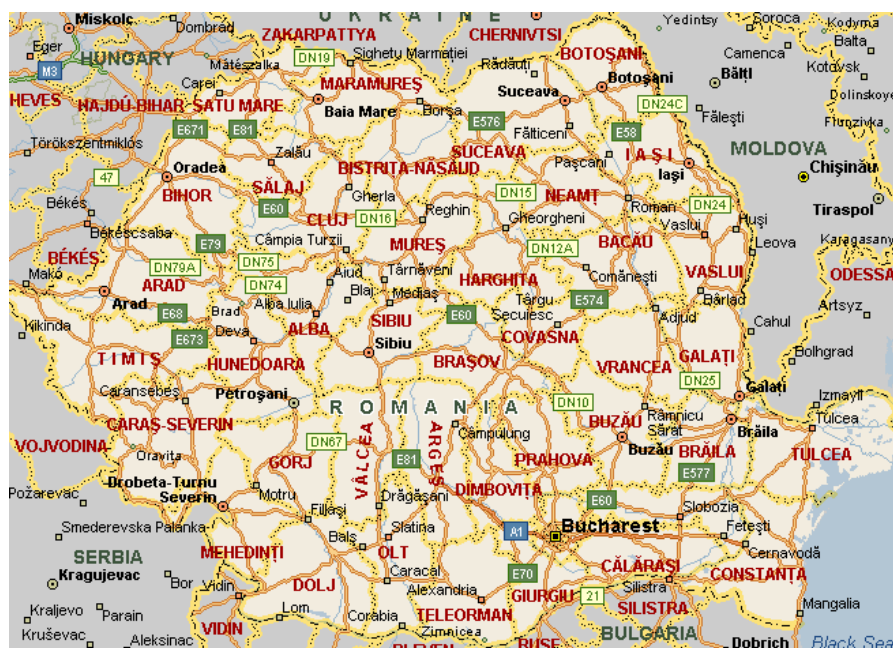 UKRAINE
Miskolc
Dombrád
ZAKARPATTYA
CHERNIVTSI
Yedintsy
Soroca
Kodyma
Eger
HUNGARY
DN19
Sighetu Marmatiei
BOTOŞANI
Camenca
Balta
M3
Mátészalka
Rădăuţi
Kotovsk
HEVES
HAJDÚ-BIHAR
Carei
SATU MARE
MARAMUREŞ
Suceava
Botoşani
Bălţi
Dolinskoye
Baia Mare
Borşa
DN24C
Făleşti
Flunzivka
E671
E81
E576
Fălticeni
E58
MOLDOVA
Törökszentmiklós
Oradea
Zalău
BISTRIŢA-NĂSĂUD
SUCEAVA
Paşcani
IAŞI
Iaşi
Chişinău
47
BIHOR
SĂLAJ
Gherla
DN15
NEAMŢ
Roman
DN24
Tiraspol
Békés
E60
CLUJ
DN16
Reghin
Gheorgheni
Vaslui
Huşi
Békéscsaba
E79
Câmpia Turzii
MUREŞ
DN12A
BACĂU
Leova
Karagasany
BÉKÉS
DN79A
DN75
Aiud
Târnăveni
HARGHITA
Comăneşti
VASLUI
ODESSA
Makó
ARAD
DN74
Blaj
Mediaş
Târgu
Secuiesc
E574
Bârlad
Artsyz
Arad
E68
Brad
Alba Iulia
SIBIU
E60
Adjud
Kikinda
E673
Deva
ALBA
COVASNA
Cahul
TIMIŞ
HUNEDOARA
Sibiu
BRAŞOV
VRANCEA
GALAŢI
Bolhgrad
Caransebeş
Petroşani
DN25
Galaţi
ROMANIA
DN10
Izmayil
CARAŞ-SEVERIN
BUZĂU
Râmnicu
Sărat
Brăila
Tulcea
VOJVODINA
DN67
VÂLCEA
ARGEŞ
Câmpulung
Buzău
BRĂILA
TULCEA
Oravita
GORJ
E81
PRAHOVA
E577
Drobeta-Turnu
Severin
Požarevac
Motru
Drăgăşani
DIMBOVIŢA
E60
Slobozia
Filiaşi
Smederevska Palanka
Slatina
A1
Bucharest
Feteşti
SERBIA
MEHEDINŢI
Balş
OLT
Cernavodă
Kragujevac
Bor
Vidin
DOLJ
Caracal
E70
CĂLĂRAŞI
CONSTANŢA
Kraljevo
Parain
Alexandria
GIURGIU
21
Silistra
SILISTRA
Mangalia
Kruševac
Aleksinac
VIDIN
Lom
Corabia
TELEORMAN
Zimnicea
PLEVEN
RUSE
BULGARIA
Dobrich
Black Sea